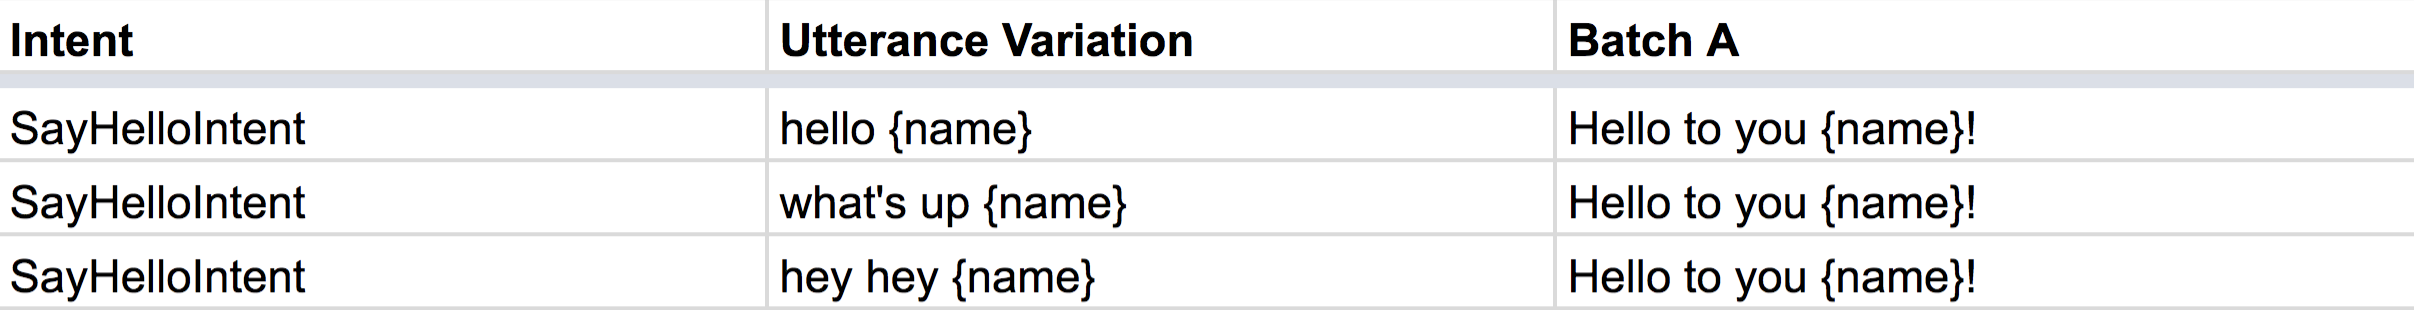 Intent Utterance Variation Batch A
SayHelloIntent hello {name} Hello to you {name}!
SayHelloIntent what's up {name} Hello to you {name}!
SayHelloIntent hey hey {name} Hello to you {name}!